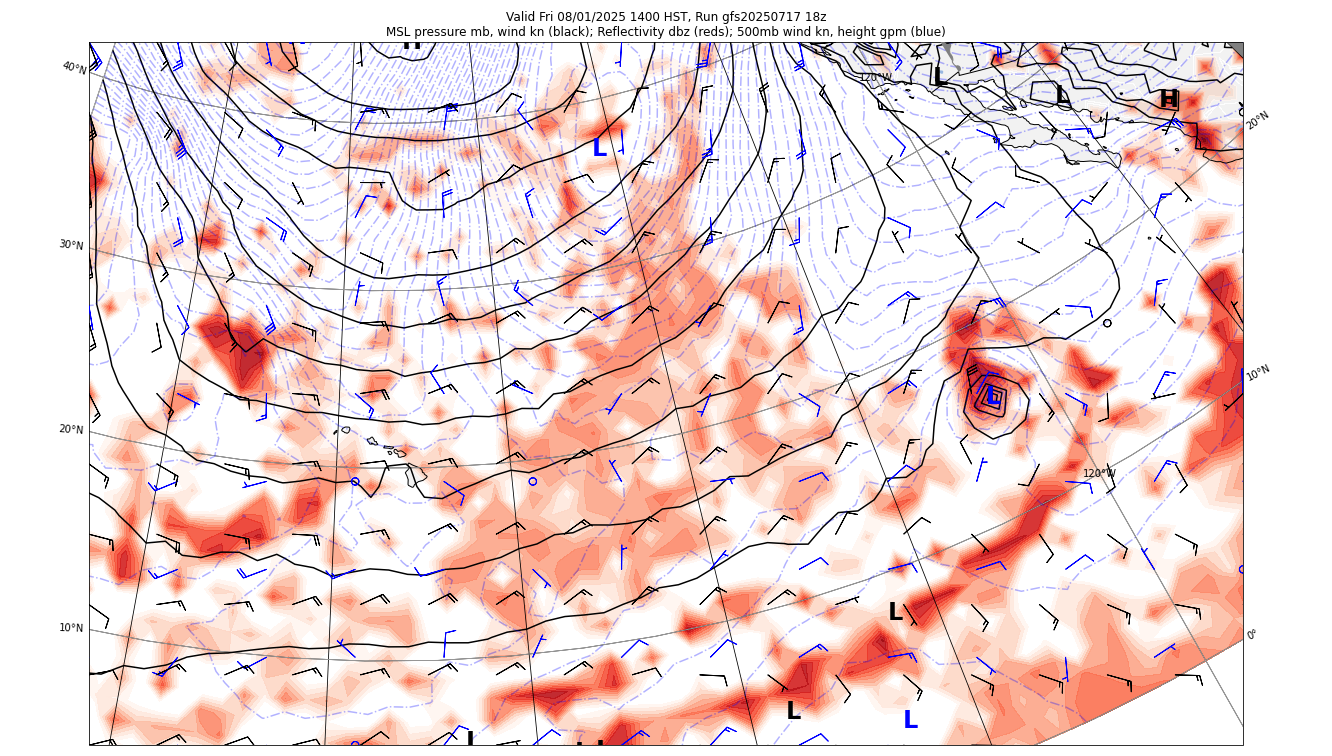 Valid Fri 08/01/2025 1400 HST, Run gfs20250717 18z
MSL pressure mb, wind kn (black); Reflectivity dbz (reds); 500mb wind kn, height gpm (blue)
H
40°N
120°W
L
L
H
20°N
L
30°N
10°N
L
20°N
120°W
L
10°N
0°
L
L
L